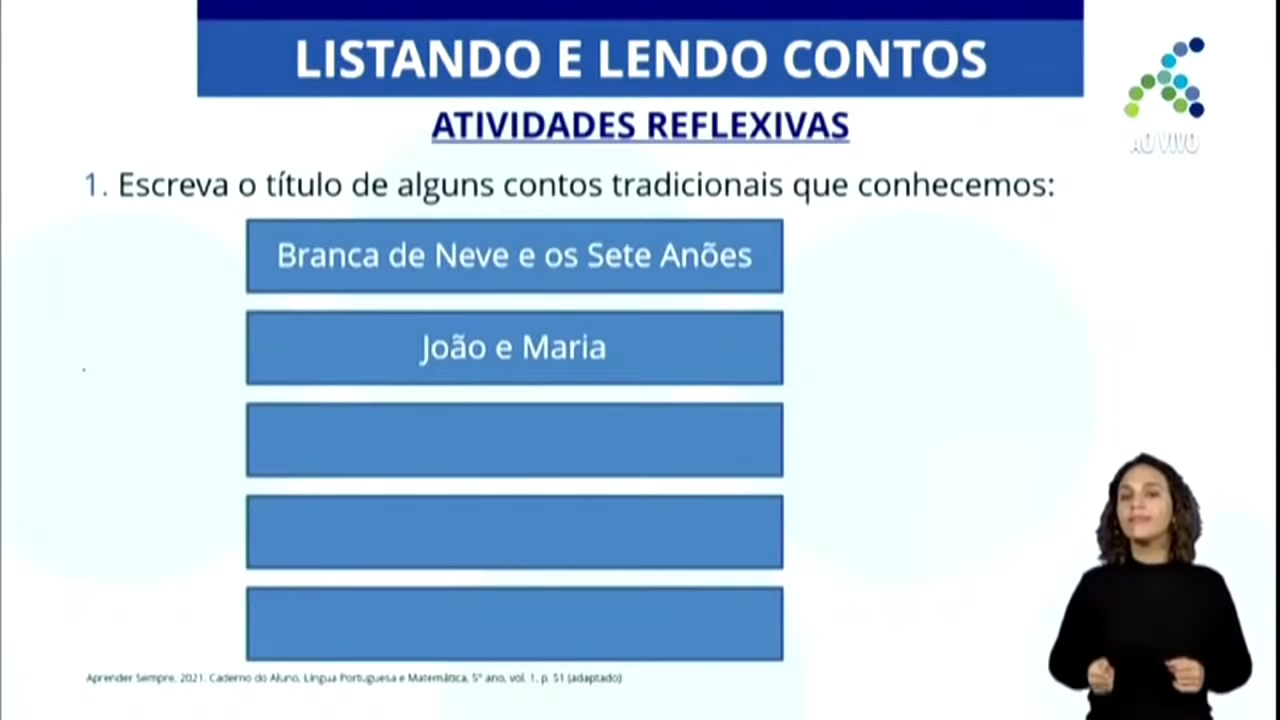 LISTANDO E LENDO CONTOS
AO VIVO
ATIVIDADES REFLEXIVAS
1. Escreva o título de alguns contos tradicionais que conhecemos:
Branca de Neve e os Sete Anões
João e Maria
Aprender Sempre, 2021. Caderno do Aluno, Língua Portuguesa e Matemática, 5º ano, vol. 1, p. 51 (adaptado)